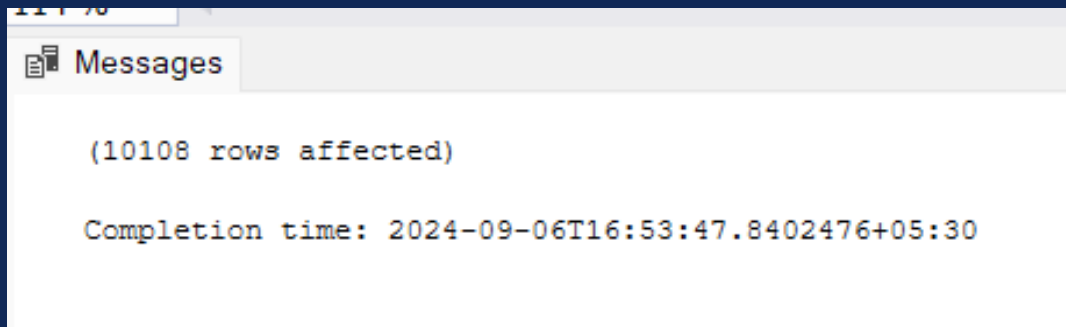 Messages
(10108 rows affected)
Completion time: 2024-09-06T16:53:47.8402476+05:30